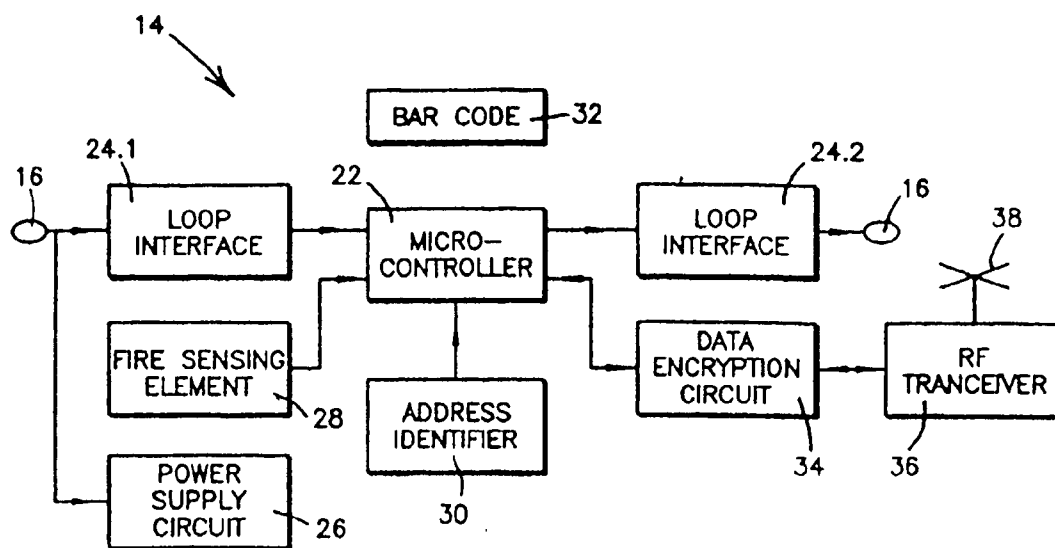 14
BAR CODE
32
24.1
24.2
16
22
LOOP
INTERFACE
MICRO-
CONTROLLER
LOOP
INTERFACE
16
38
FIRE SENSING
ELEMENT
28
ADDRESS
IDENTIFIER
30
DATA
ENCRYPTION
CIRCUIT
34
RF
TRANCEIVER
36
POWER
SUPPLY
CIRCUIT
26